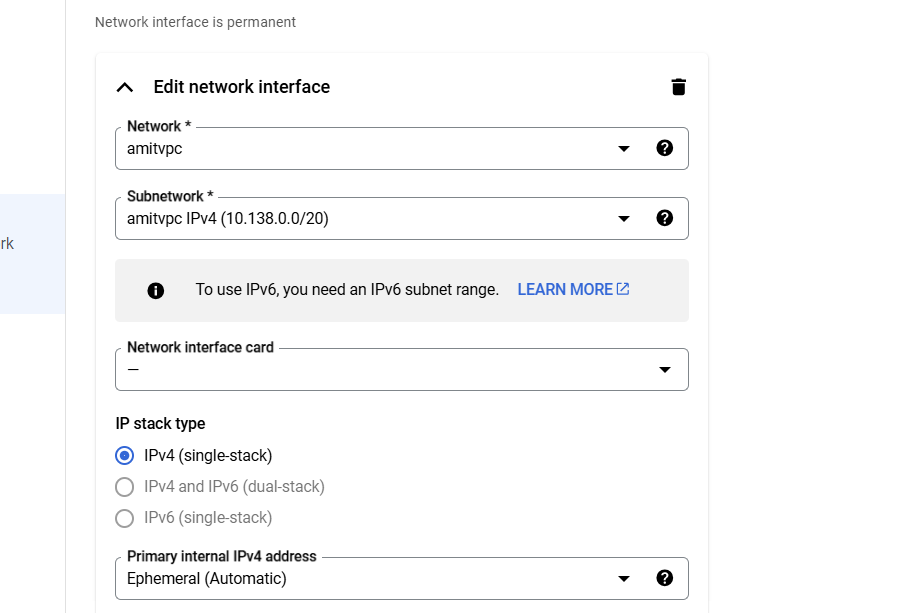 Network interface is permanent
Edit network interface
Network *
amitvpc
Subnetwork *
amitvpc IPv4 (10.138.0.0/20)
rk
To use IPv6, you need an IPv6 subnet range. LEARN MORE
Network interface card
—
IP stack type
IPv4 (single-stack)
IPv4 and IPv6 (dual-stack)
IPv6 (single-stack)
Primary internal IPv4 address
Ephemeral (Automatic)